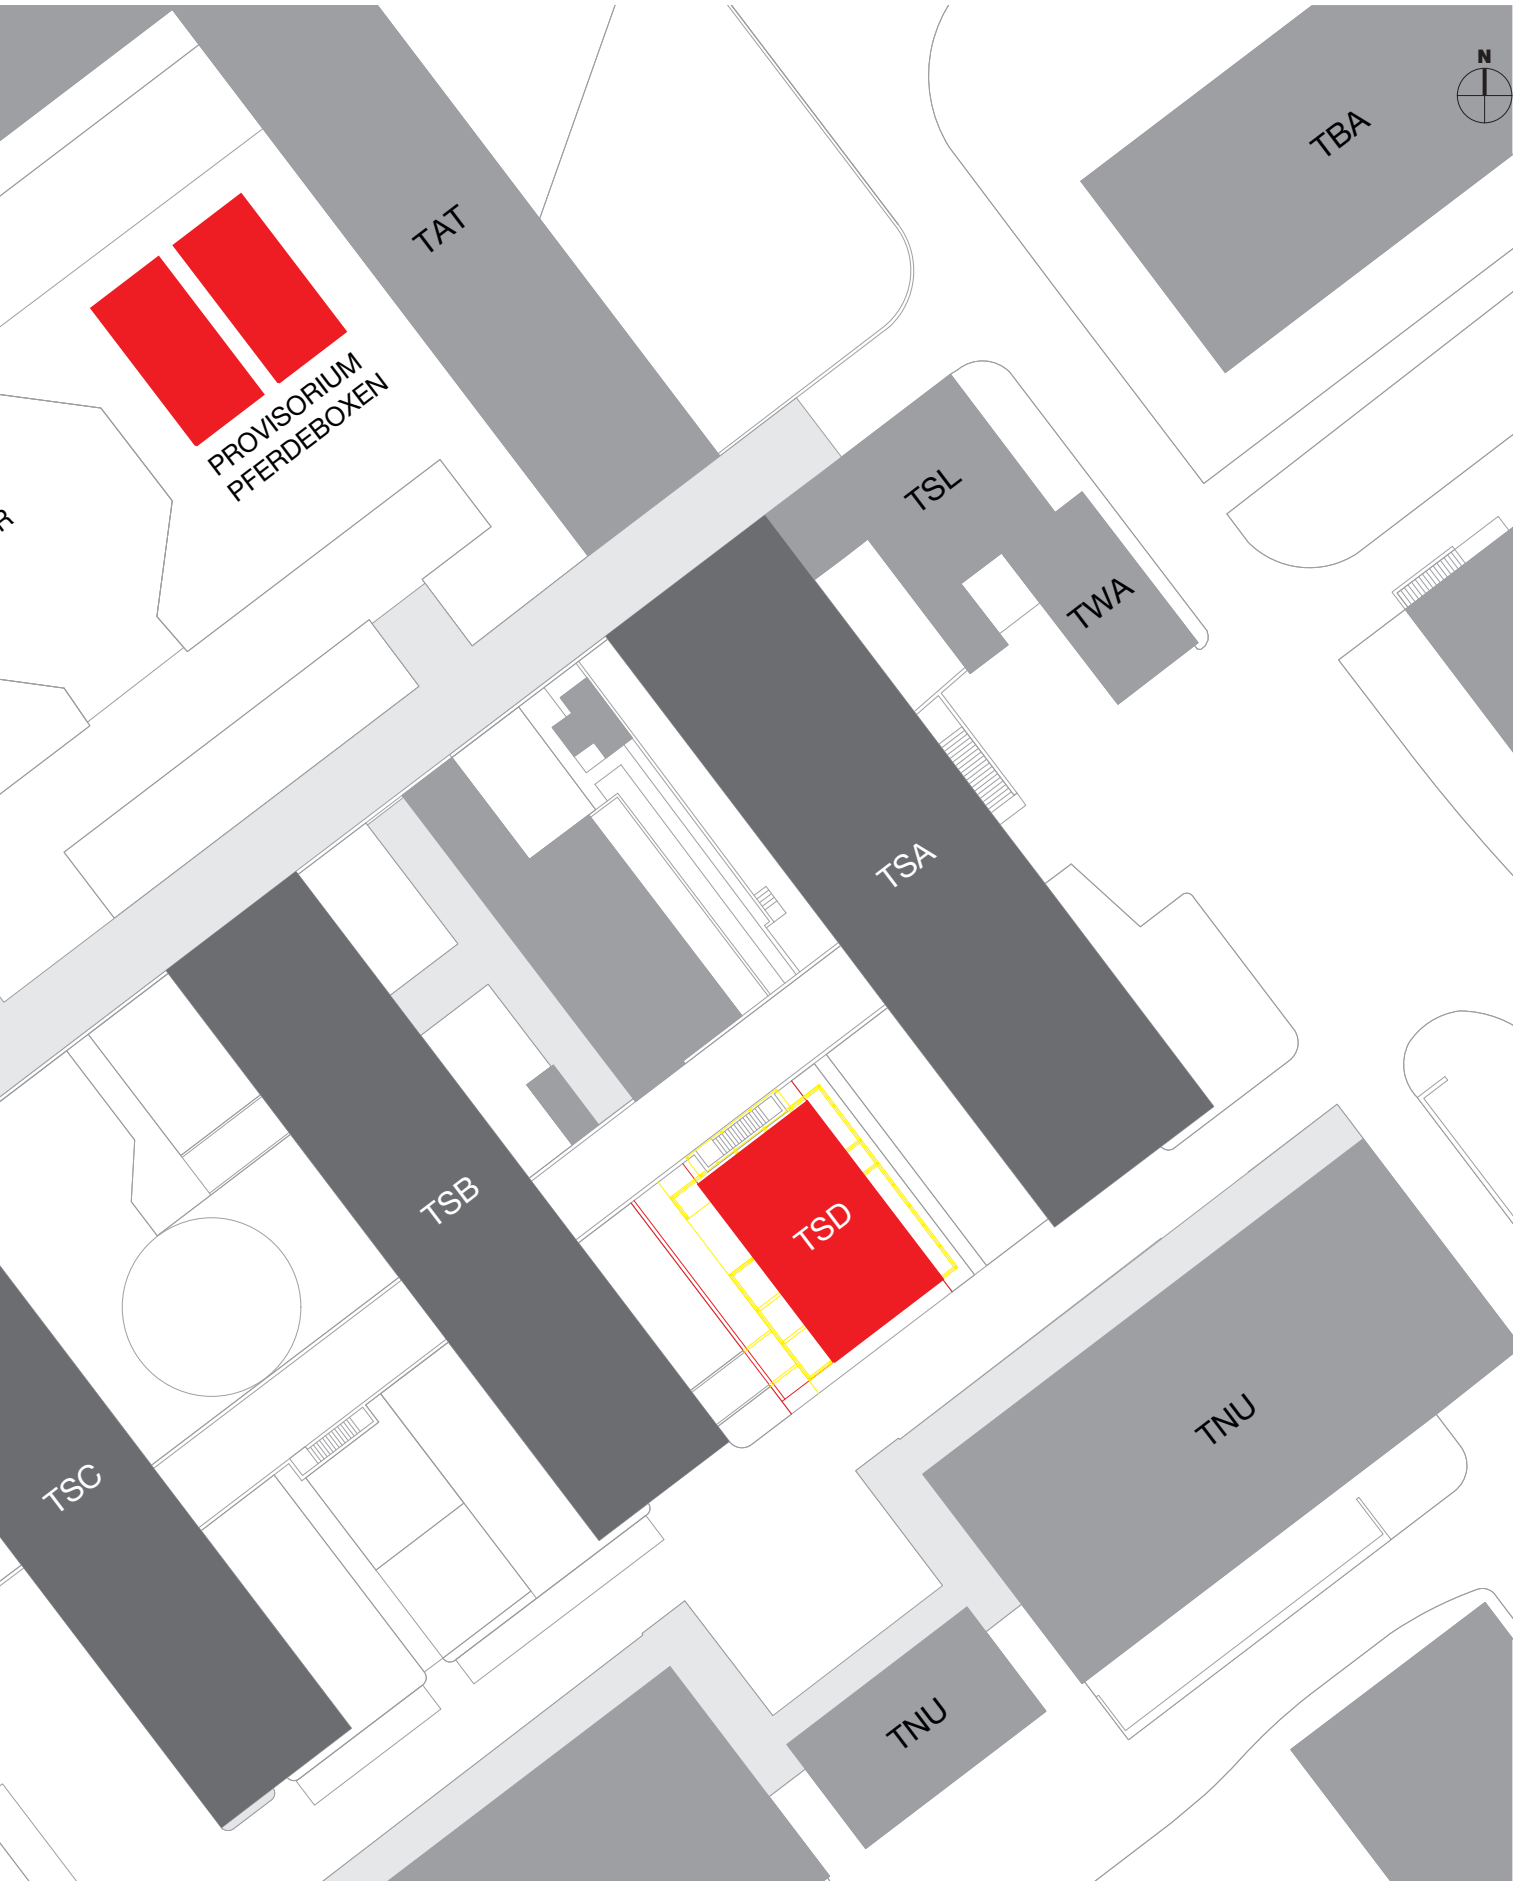 N
TBA
TAT
PROVISORIUM
PFERDEBOXEN
TSL
R
TWA
TSA
TSB
TSD
TNU
TSC
TNU